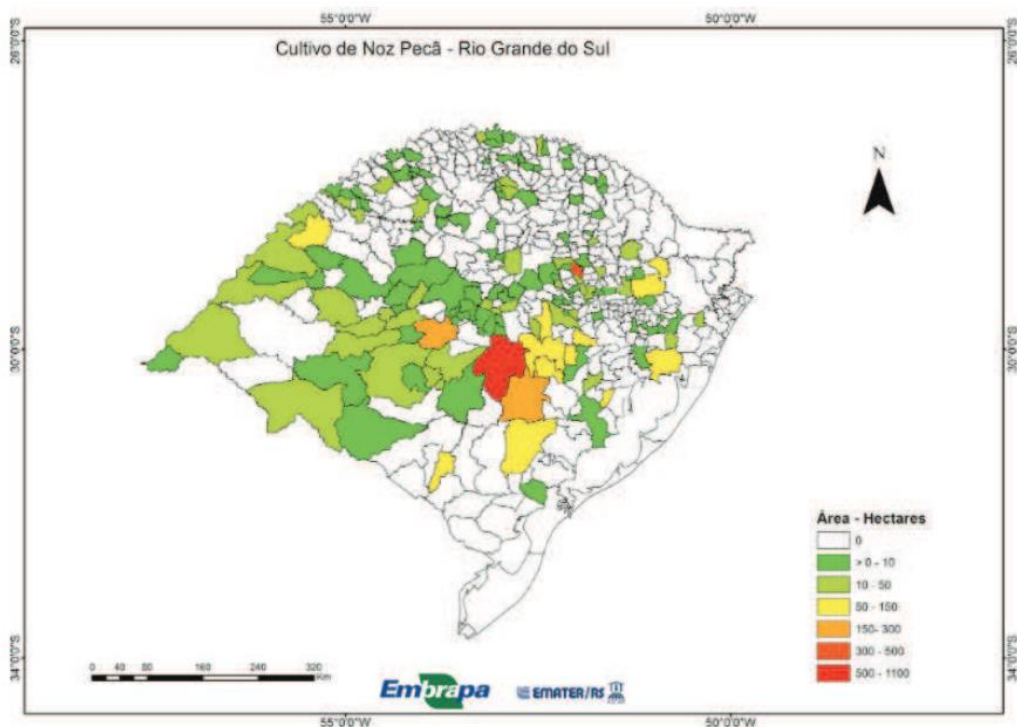 55°0'0"W
50°0'0"W
26°0'0"S
26°0'0"S
Cultivo de Noz Pecã - Rio Grande do Sul
N
30°0'0"S
30°0'0"S
Área - Hectares
0
> 0 - 10
10 - 50
50 - 150
150- 300
300 - 500
500 - 1100
34°0'0"S
34°0'0"S
0 20 40 80 160 240 320
Km
Embrapa
EMATER/RS
55°0'0"W
50°0'0"W